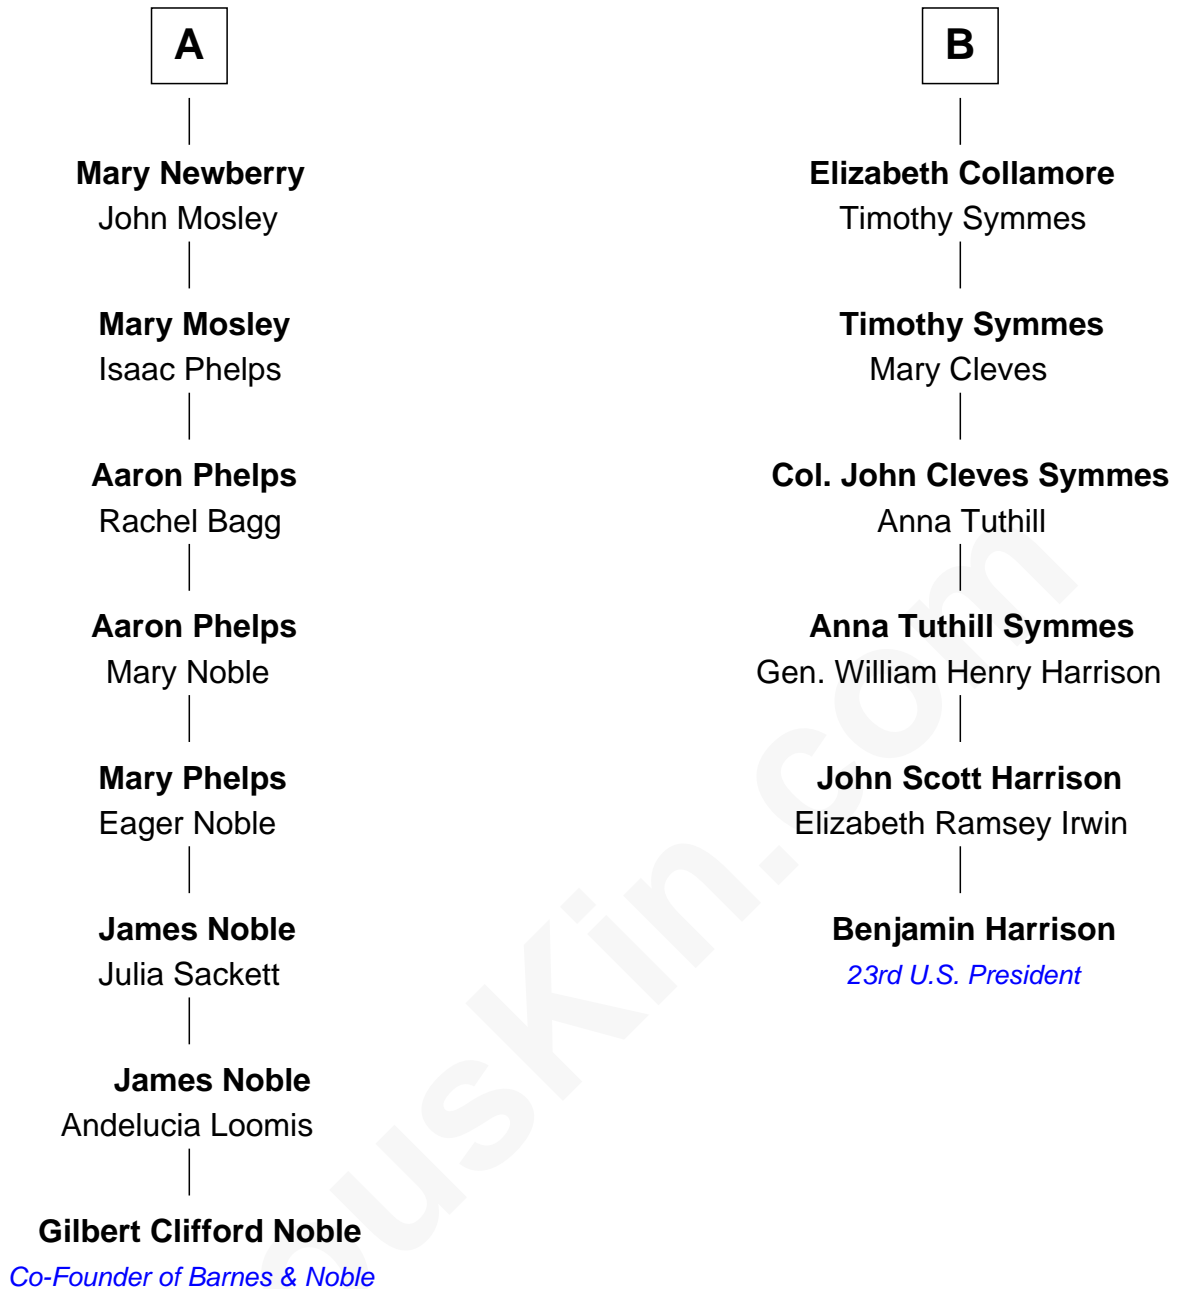 A
Mary Newberry
John Mosley
Mary Mosley
Isaac Phelps
Aaron Phelps
Rachel Bagg
Aaron Phelps
Mary Noble
Mary Phelps
Eager Noble
James Noble
Julia Sackett
James Noble
Andelucia Loomis
Gilbert Clifford Noble
Co-Founder of Barnes & Noble
B
Elizabeth Collamore
Timothy Symmes
Timothy Symmes
Mary Cleves
Col. John Cleves Symmes
Anna Tuthill
Anna Tuthill Symmes
Gen. William Henry Harrison
John Scott Harrison
Elizabeth Ramsey Irwin
Benjamin Harrison
23rd U.S. President
ousKin.com